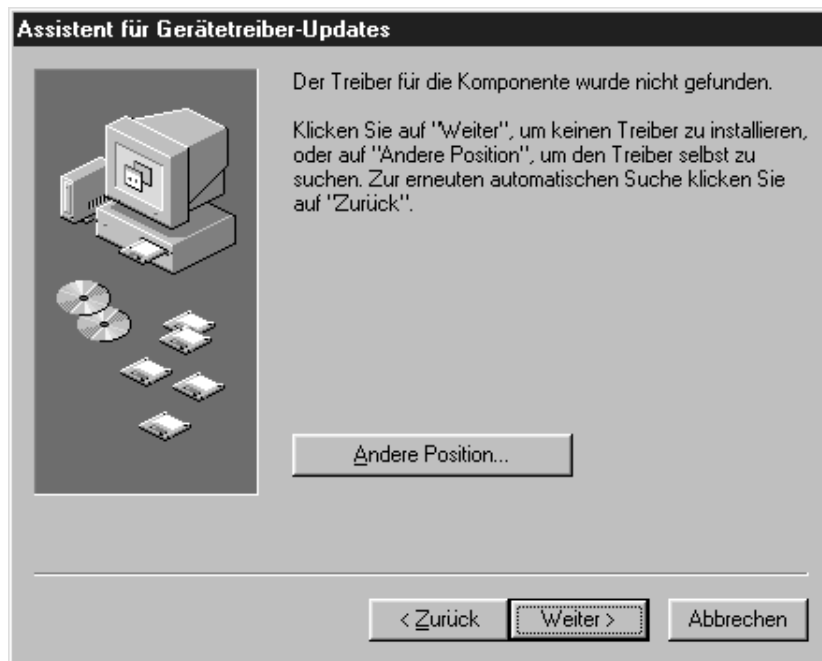 Assistent für Gerätetreiber-Updates
Der Treiber für die Komponente wurde nicht gefunden.
Klicken Sie auf "Weiter", um keinen Treiber zu installieren,
oder auf "Andere Position", um den Treiber selbst zu
suchen. Zur erneuten automatischen Suche klicken Sie
auf "Zurück".
Andere Position...
< Zurück
Weiter >
Abbrechen